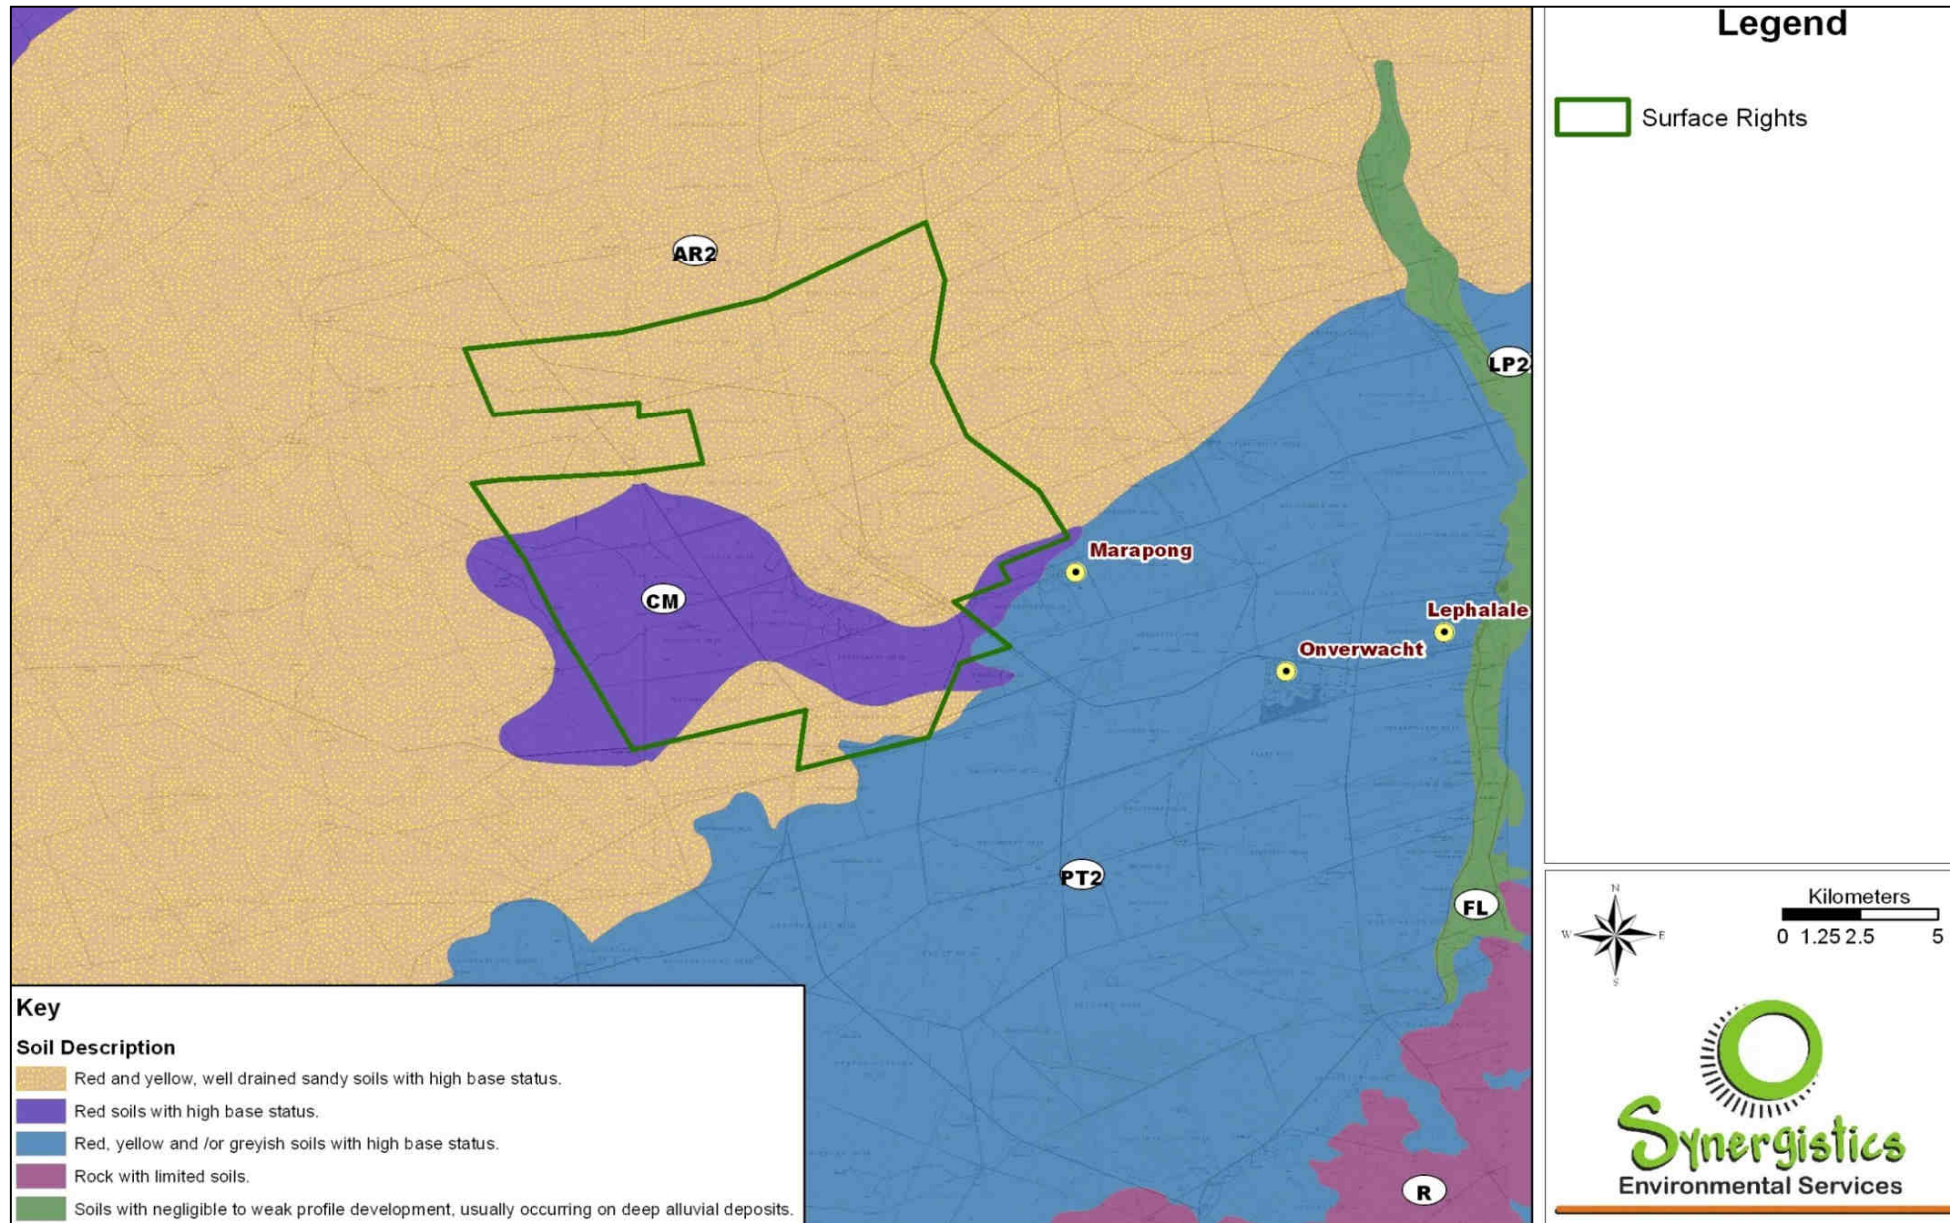 Legend
Surface Rights
AR2
LP2
Marapong
CM
Lephalale
Onverwacht
PT2
FL
R
Key
Soil Description
Red and yellow, well drained sandy soils with high base status.
Red soils with high base status.
Red, yellow and /or greyish soils with high base status.
Rock with limited soils.
Soils with negligible to weak profile development, usually occurring on deep alluvial deposits.
N
W E
S
Kilometers
0 1.25 2.5 5
Synergistics
Environmental Services